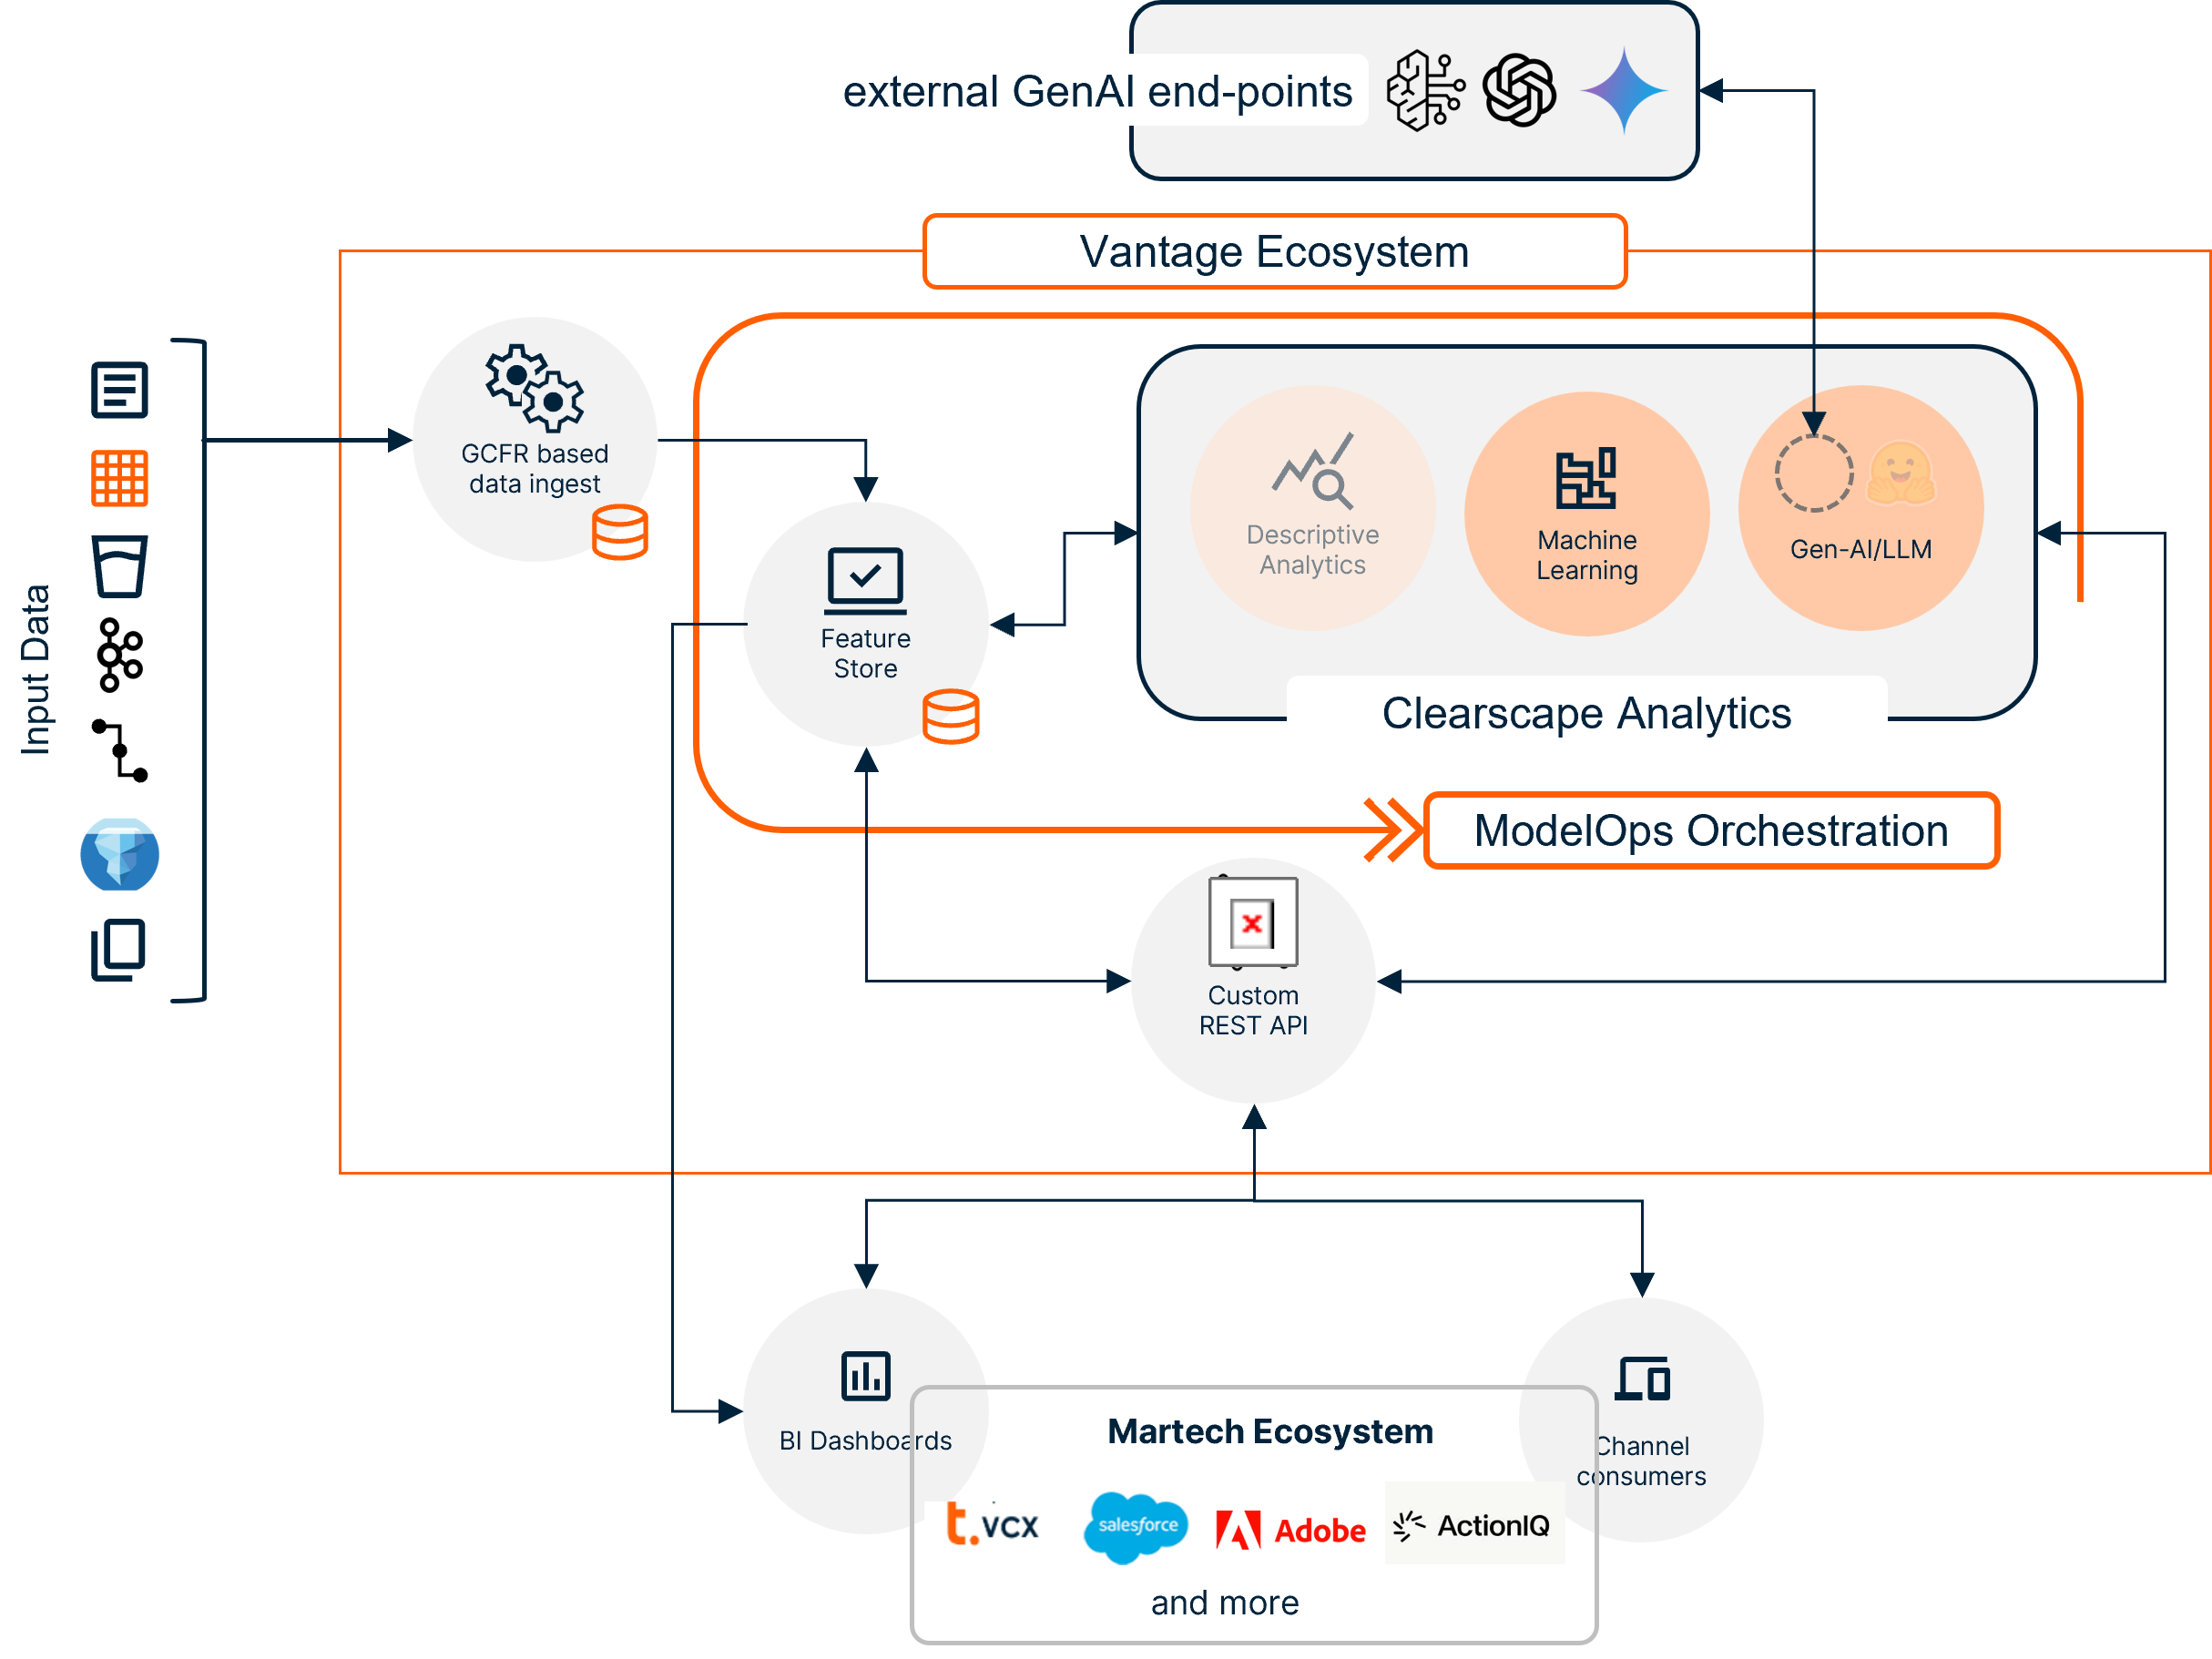 external GenAI end-points
Vantage Ecosystem
Input Data
GCFR based
data ingest
Feature
Store
Descriptive
Analytics
Machine
Learning
Gen-AI/LLM
Clearscape Analytics
ModelOps Orchestration
Custom
REST API
BI Dashboards
Channel
consumers
Martech Ecosystem
t.vcx
salesforce
Adobe
ActionIQ
and more